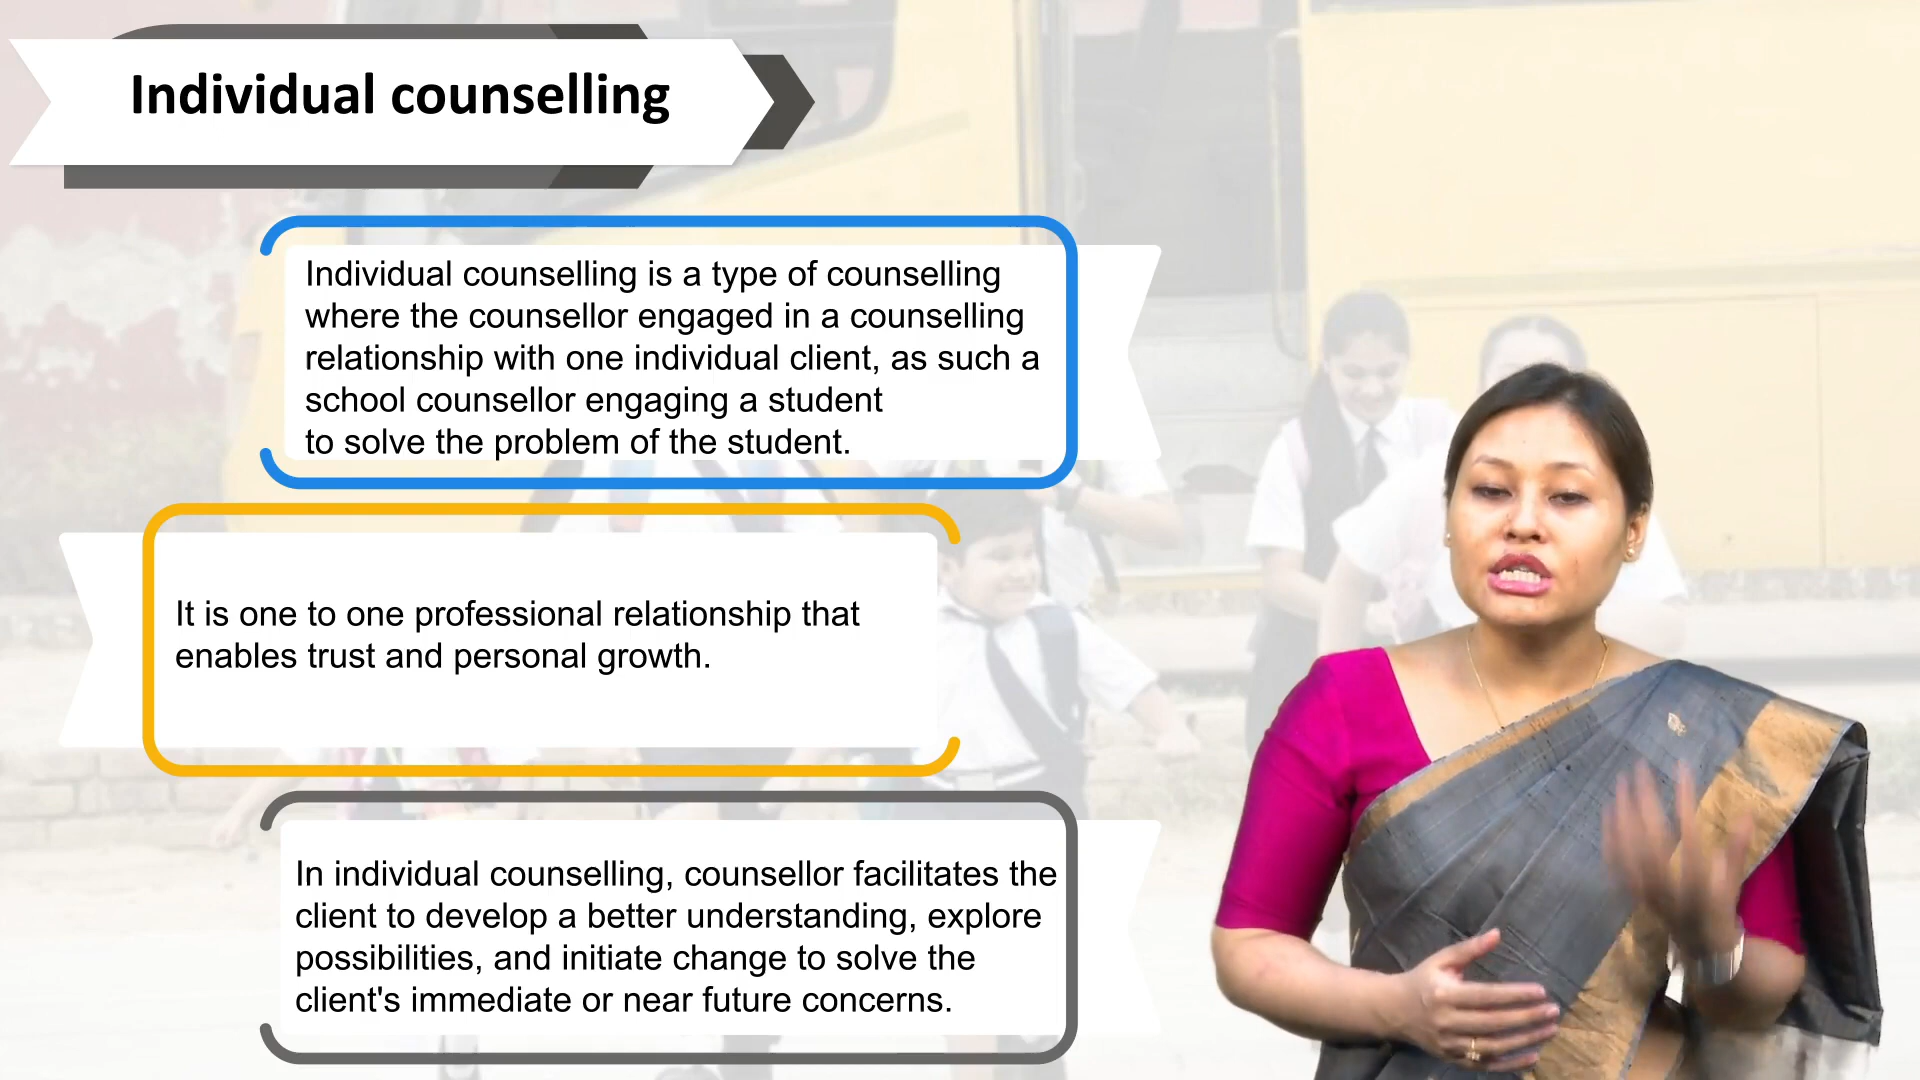 Individual counselling
Individual counselling is a type of counselling
where the counsellor engaged in a counselling
relationship with one individual client, as such a
school counsellor engaging a student
to solve the problem of the student.
It is one to one professional relationship that
enables trust and personal growth.
In individual counselling, counsellor facilitates the
client to develop a better understanding, explore
possibilities, and initiate change to solve the
client's immediate or near future concerns.